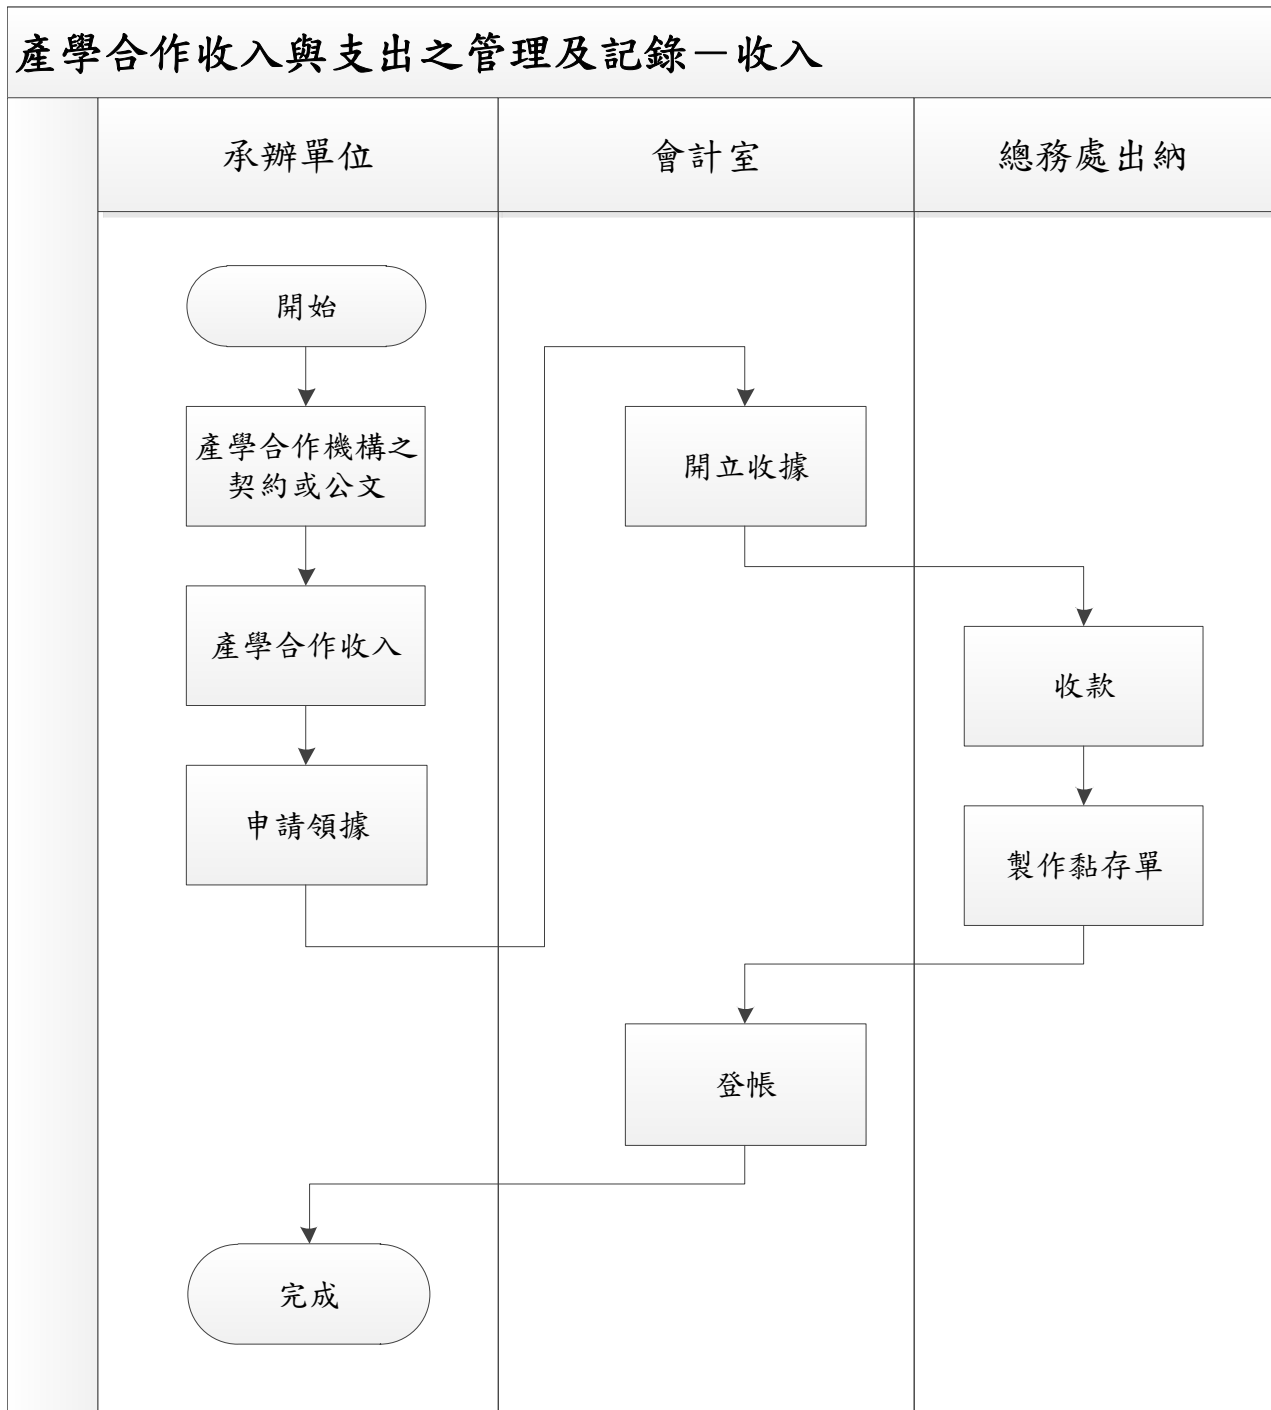 產學合作收入與支出之管理及記錄－收入
承辦單位
會計室
總務處出納
開始
產學合作機構之
契約或公文
產學合作收入
申請領據
開立收據
收款
製作黏存單
登帳
完成